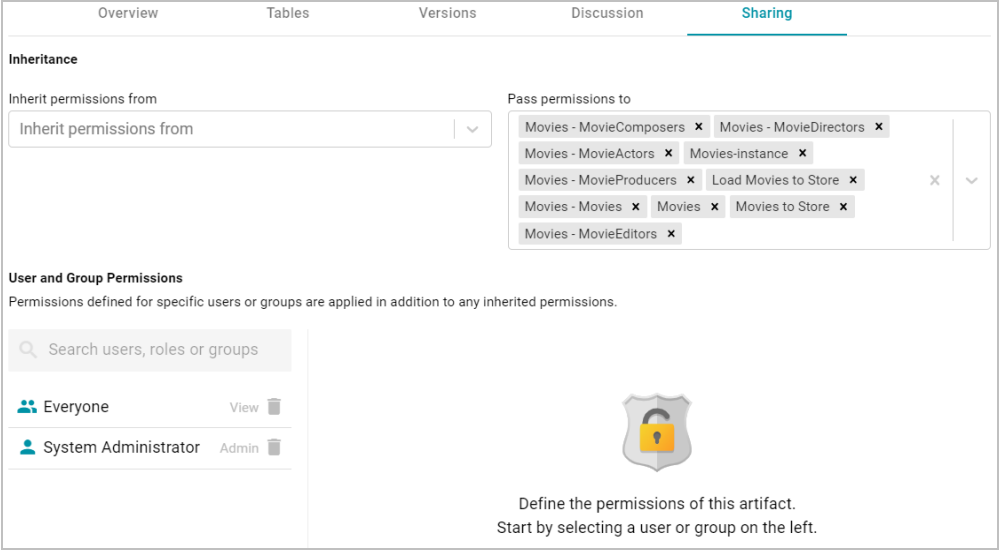 Overview Tables Versions Discussion Sharing
Inheritance
Inherit permissions from
Inherit permissions from
Pass permissions to
Movies - MovieComposers × Movies - MovieDirectors ×
Movies - MovieActors × Movies-instance ×
Movies - MovieProducers × Load Movies to Store ×
Movies - Movies × Movies × Movies to Store ×
Movies - MovieEditors ×
User and Group Permissions
Permissions defined for specific users or groups are applied in addition to any inherited permissions.
Search users, roles or groups
Everyone View
System Administrator Admin
Define the permissions of this artifact.
Start by selecting a user or group on the left.